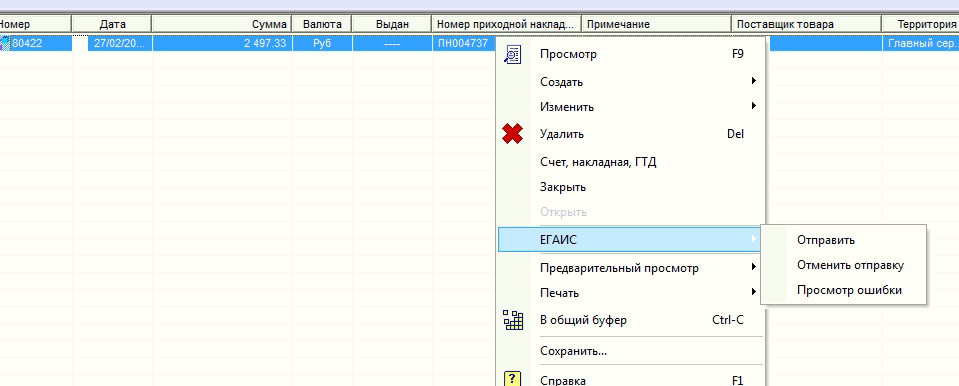 Номер Дата Сумма Валюта Выдан Номер приходной наклад... Примечание Поставщик товара Территория
80422 27/02/20... 2 497.33 Руб ---- ПН004737 Главный сер...
Просмотр F9
Создать
Изменить
Удалить Del
Счет, накладная, ГТД
Закрыть
Открыть
ЕГАИС
Отправить
Отменить отправку
Просмотр ошибки
Предварительный просмотр
Печать
В общий буфер Ctrl-C
Сохранить...
? Справка F1